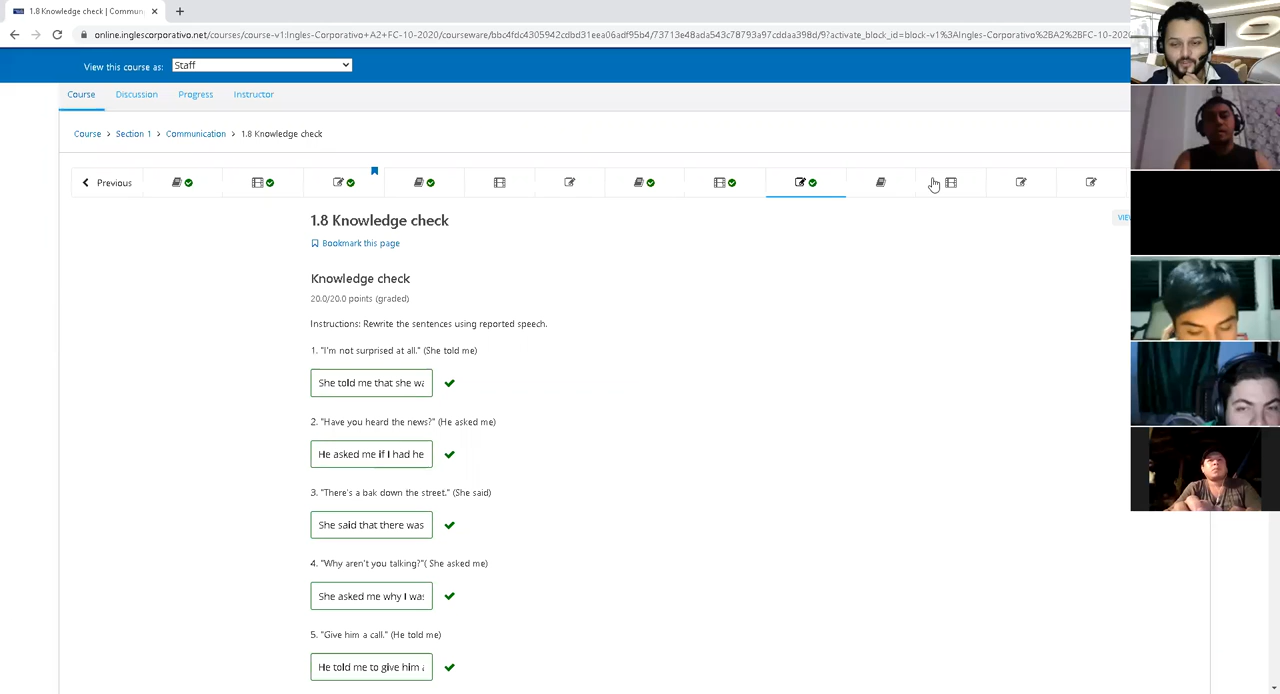 1.8 Knowledge check | Commun
online.inglescorporativo.net/courses/course-v1:Ingles-Corporativo+A2+FC-10-2020/courseware/bbc4fdc4305942cdbd31eea06adf95b4/73713e48ada543c78793a97cddaa398d/9?activate_block_id=block-v1%3AIngles-Corporativo%2BA2%2BFC-10-2020
View this course as: Staff
Course Discussion Progress Instructor
Course > Section 1 > Communication > 1.8 Knowledge check
Previous
1.8 Knowledge check
VIE
Bookmark this page
Knowledge check
20.0/20.0 points (graded)
Instructions: Rewrite the sentences using reported speech.
1. "I'm not surprised at all." (She told me)
She told me that she wa
2. "Have you heard the news?" (He asked me)
He asked me if I had he
3. "There's a bak down the street." (She said)
She said that there was
4. "Why aren't you talking?"( She asked me)
She asked me why I was
5. "Give him a call." (He told me)
He told me to give him a